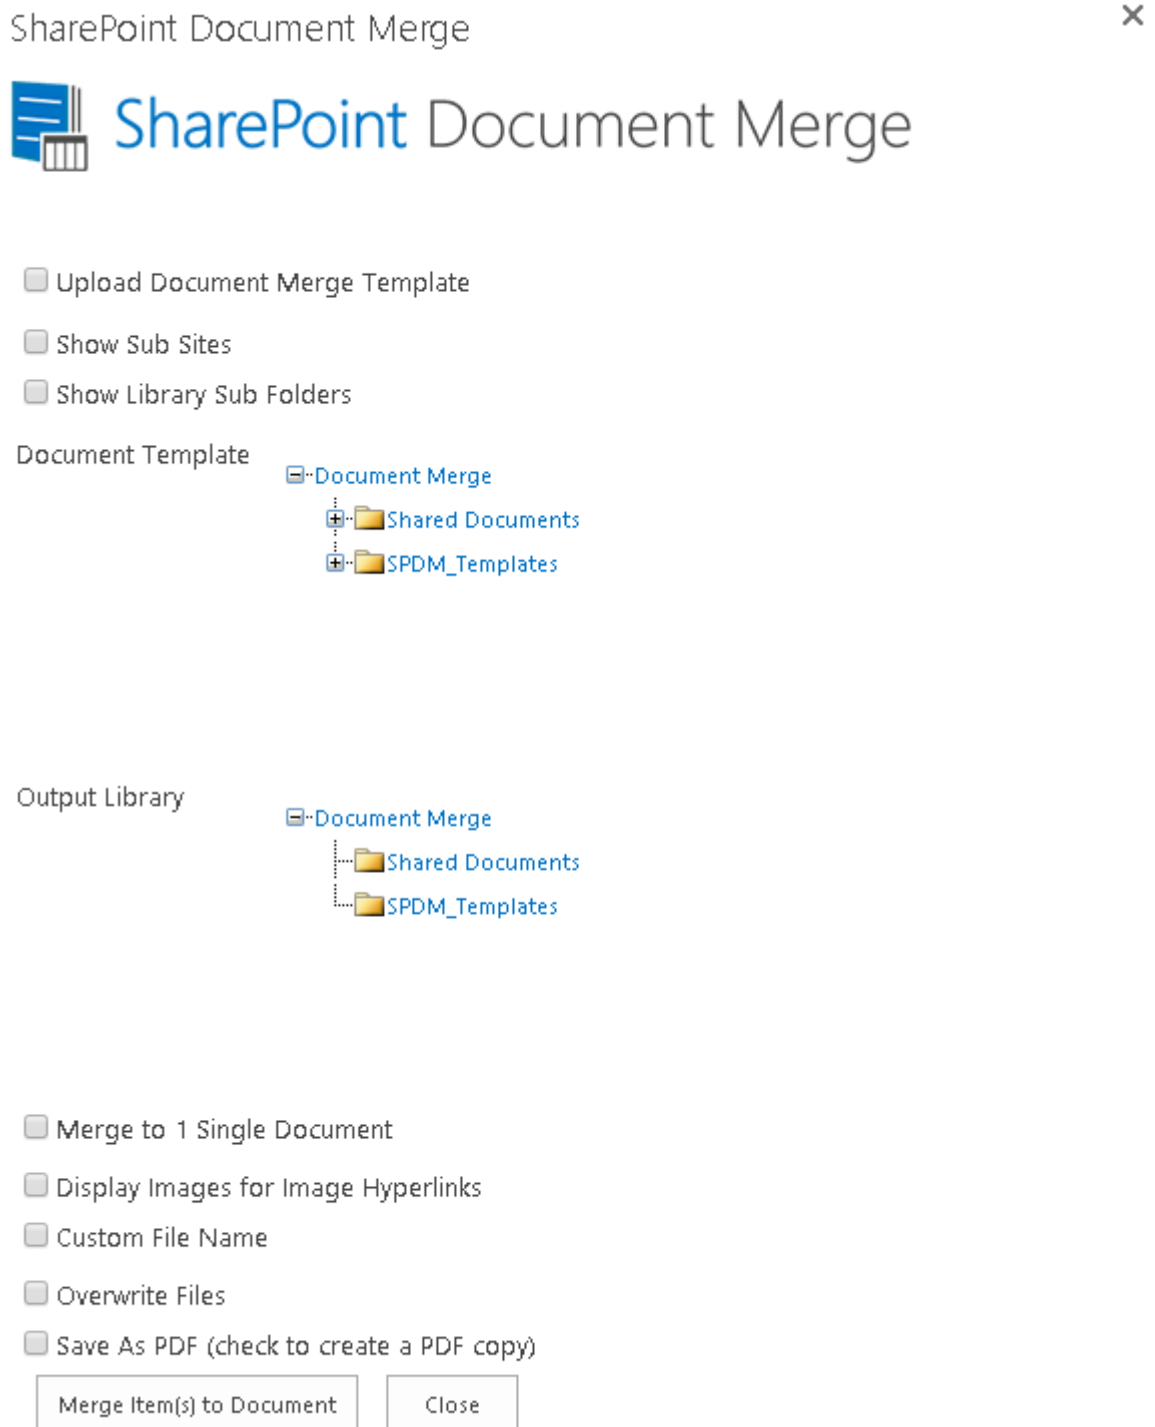 SharePoint Document Merge
SharePoint Document Merge
Upload Document Merge Template
Show Sub Sites
Show Library Sub Folders
Document Template
Document Merge
Shared Documents
SPDM_Templates
Output Library
Document Merge
Shared Documents
SPDM_Templates
Merge to 1 Single Document
Display Images for Image Hyperlinks
Custom File Name
Overwrite Files
Save As PDF (check to create a PDF copy)
Merge Item(s) to Document Close